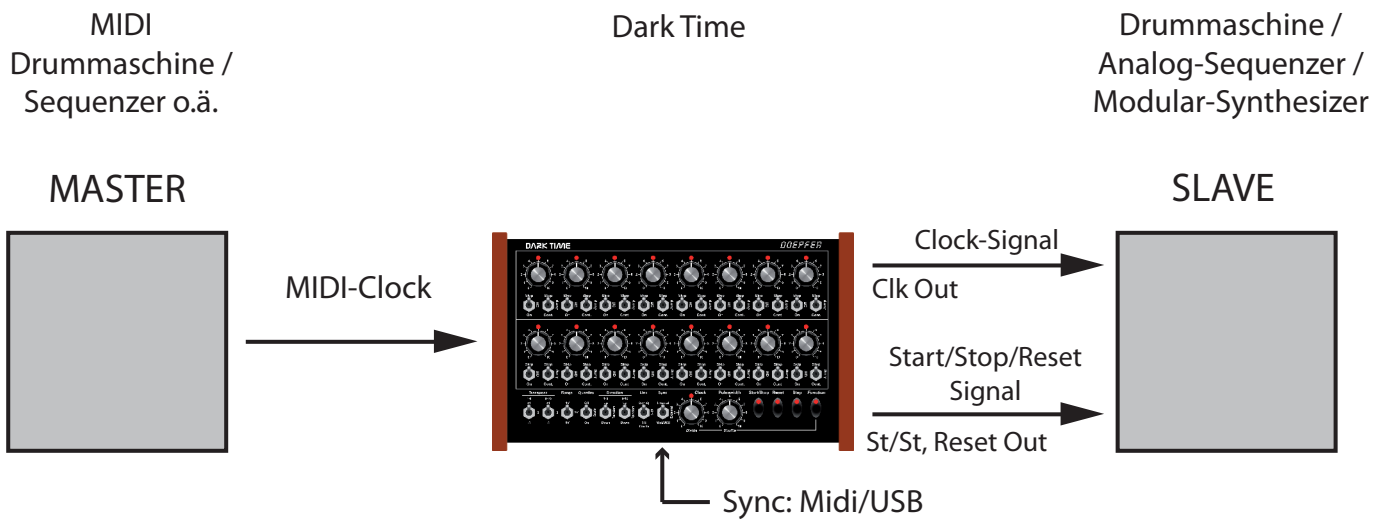 MIDI
Drummaschine /
Sequenzer o.ä.
Dark Time
Drummaschine /
Analog-Sequenzer /
Modular-Synthesizer
MASTER
SLAVE
MIDI-Clock
DARK TIME
DOEPFER
Clock-Signal
Clk Out
Start/Stop/Reset
Signal
St/St, Reset Out
Sync: Midi/USB